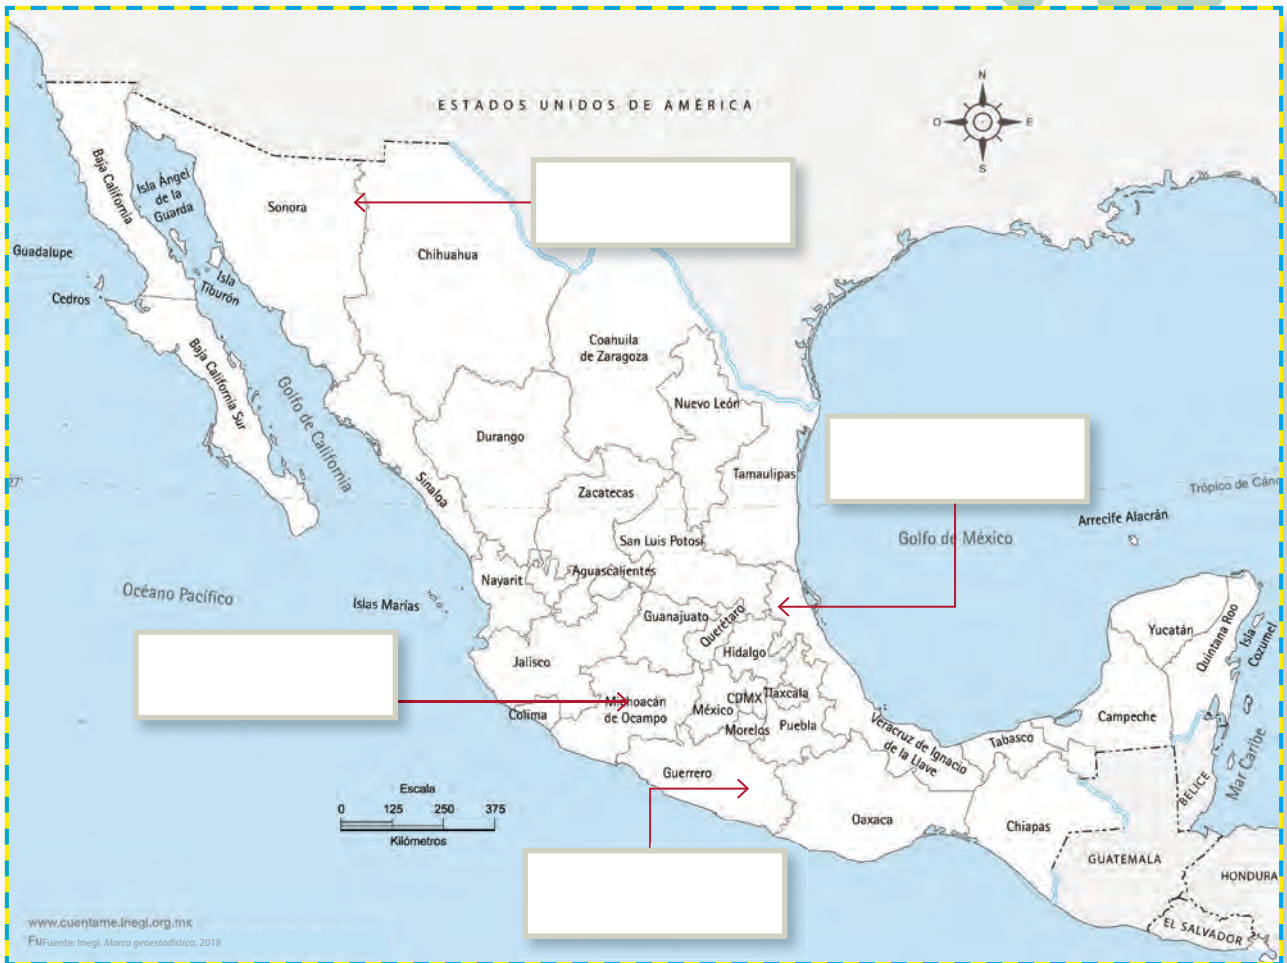 ESTADOS UNIDOS DE AMÉRICA
N
O
E
S
Baja California
Isla Ángel
de la
Guarda
Sonora
Chihuahua
Guadalupe
Cedros
Isla
Tiburón
Coahuila
de Zaragoza
Baja California Sur
Golfo de California
Nuevo León
Durango
Tamaulipas
Sinaloa
Zacatecas
27°
Trópico de Cánc
Arrecife Alacrán
Golfo de México
San Luis Potosí
Nayarit
Aguascalientes
Océano Pacífico
Islas Marías
Guanajuato
Querétaro
Hidalgo
Yucatán
Quintana Roo
Isla
Cozumel
Jalisco
Michoacán
de Ocampo
Colima
México
CDMX
Tlaxcala
Morelos
Puebla
Veracruz de Ignacio
de la Llave
Tabasco
Campeche
Mar Caribe
BELICE
Guerrero
Oaxaca
Chiapas
Escala
0 125 250 375
Kilómetros
GUATEMALA
HONDURA
EL SALVADOR
www.cuentame.inegi.org.mx
FuFuente: Inegi. Marco geoestadístico, 2018